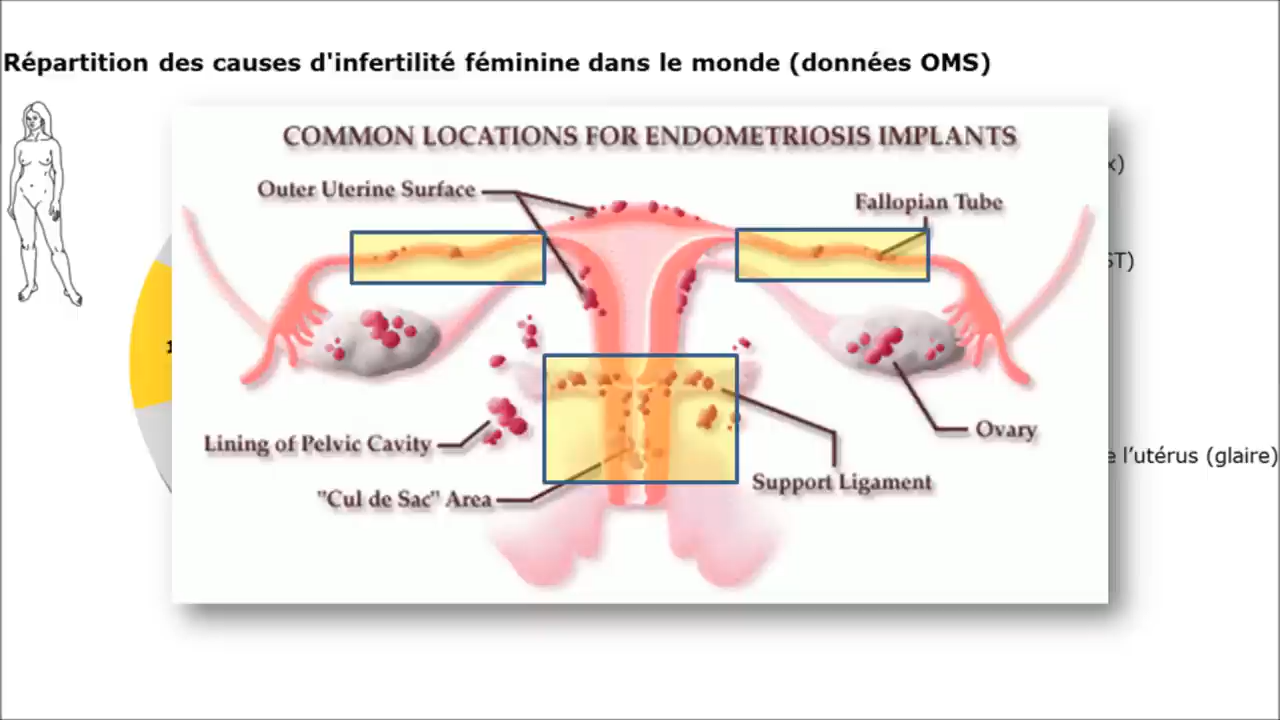 Répartition des causes d'infertilité féminine dans le monde (données OMS)
COMMON LOCATIONS FOR ENDOMETRIOSIS IMPLANTS
Outer Uterine Surface
Fallopian Tube
Lining of Pelvic Cavity
"Cul de Sac" Area
Support Ligament
Ovary
x)
ST)
e l’utérus (glaire)